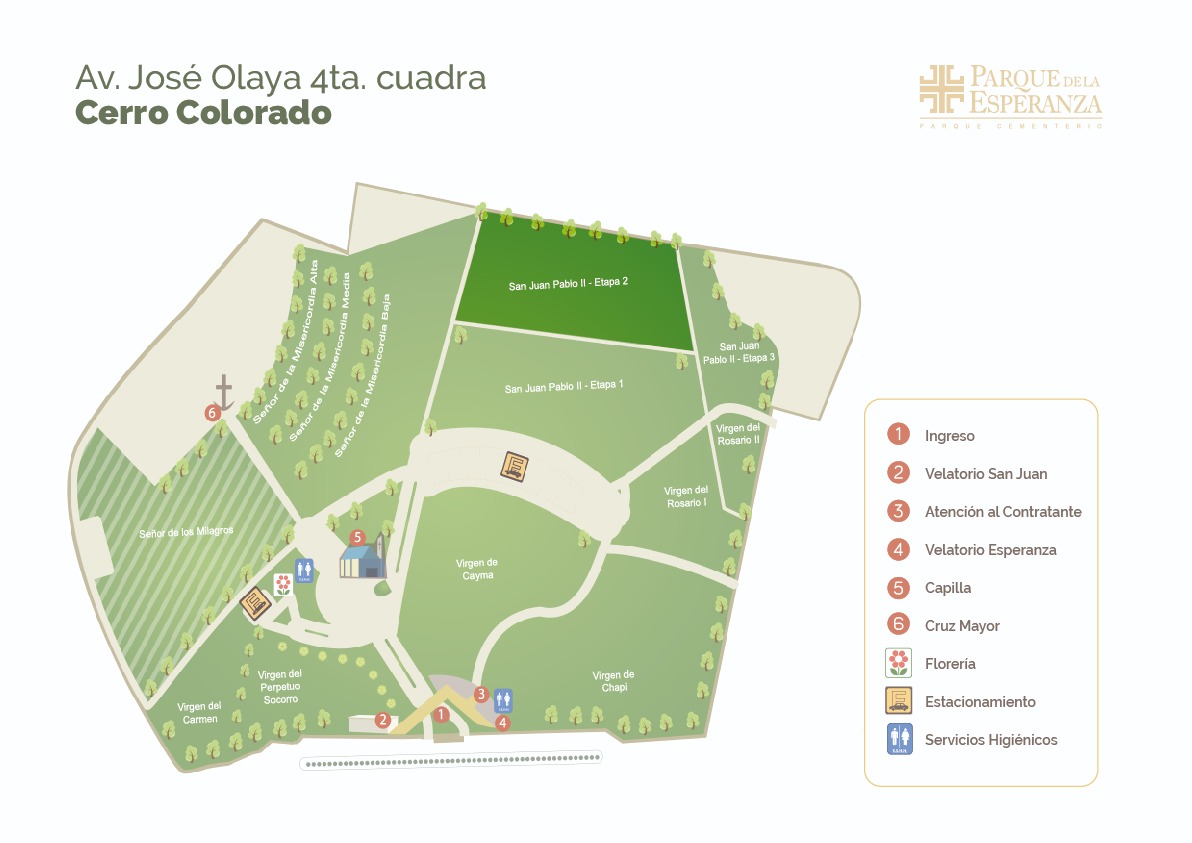 Av. José Olaya 4ta. cuadra
Cerro Colorado
PARQUE DE LA
ESPERANZA
PARQUE CEMENTERIO
San Juan Pablo II - Etapa 2
San Juan
Pablo II - Etapa 3
San Juan Pablo II - Etapa 1
Señor de la Misericordia Alta
Señor de la Misericordia Media
Señor de la Misericordia Baja
6
Virgen del
Rosario II
E
Virgen del
Rosario I
Señor de los Milagros
5
Virgen de
Cayma
S.S.H.H.
E
Virgen del
Perpetuo
Socorro
Virgen de
Chapi
Virgen del
Carmen
2
1
3
S.S.H.H.
4
1 Ingreso
2 Velatorio San Juan
3 Atención al Contratante
4 Velatorio Esperanza
5 Capilla
6 Cruz Mayor
Florería
E Estacionamiento
S.S.H.H. Servicios Higiénicos